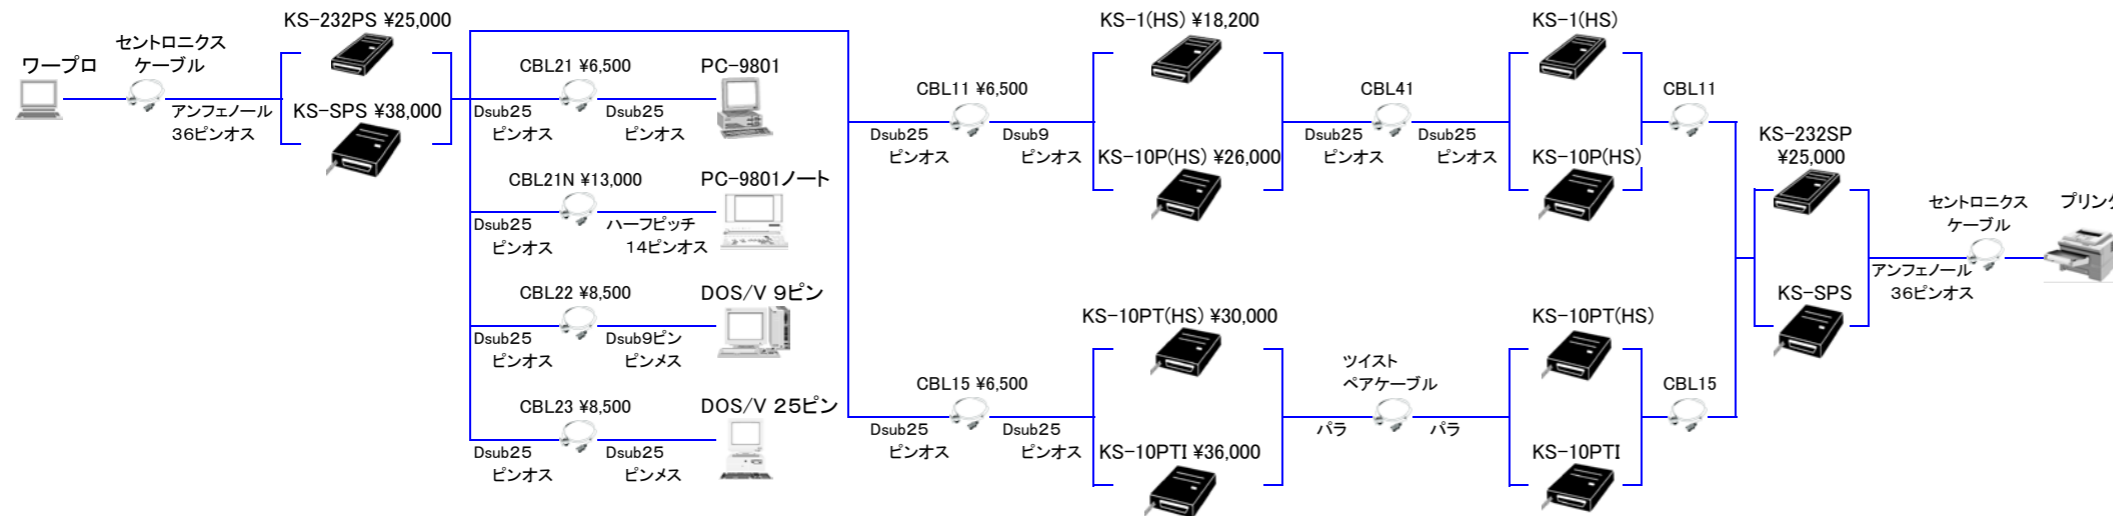 ワープロ
セントロニクス
ケーブル
アンフェノール
36ピンオス
KS-232PS ¥25,000
KS-SPS ¥38,000
CBL21 ¥6,500
Dsub25
ピンオス
Dsub25
ピンオス
PC-9801
CBL21N ¥13,000
Dsub25
ピンオス
ハーフピッチ
14ピンオス
PC-9801ノート
CBL22 ¥8,500
Dsub25
ピンオス
Dsub9ピン
ピンメス
DOS/V 9ピン
CBL23 ¥8,500
Dsub25
ピンオス
Dsub25
ピンメス
DOS/V 25ピン
CBL11 ¥6,500
Dsub25
ピンオス
Dsub9
ピンオス
KS-1(HS) ¥18,200
KS-10P(HS) ¥26,000
CBL41
Dsub25
ピンオス
Dsub25
ピンオス
KS-1(HS)
KS-10P(HS)
CBL11
CBL15 ¥6,500
Dsub25
ピンオス
Dsub25
ピンオス
KS-10PT(HS) ¥30,000
KS-10PTI ¥36,000
ツイスト
ペアケーブル
パラ
パラ
KS-10PT(HS)
KS-10PTI
CBL15
KS-232SP
¥25,000
KS-SPS
アンフェノール
36ピンオス
セントロニクス
ケーブル